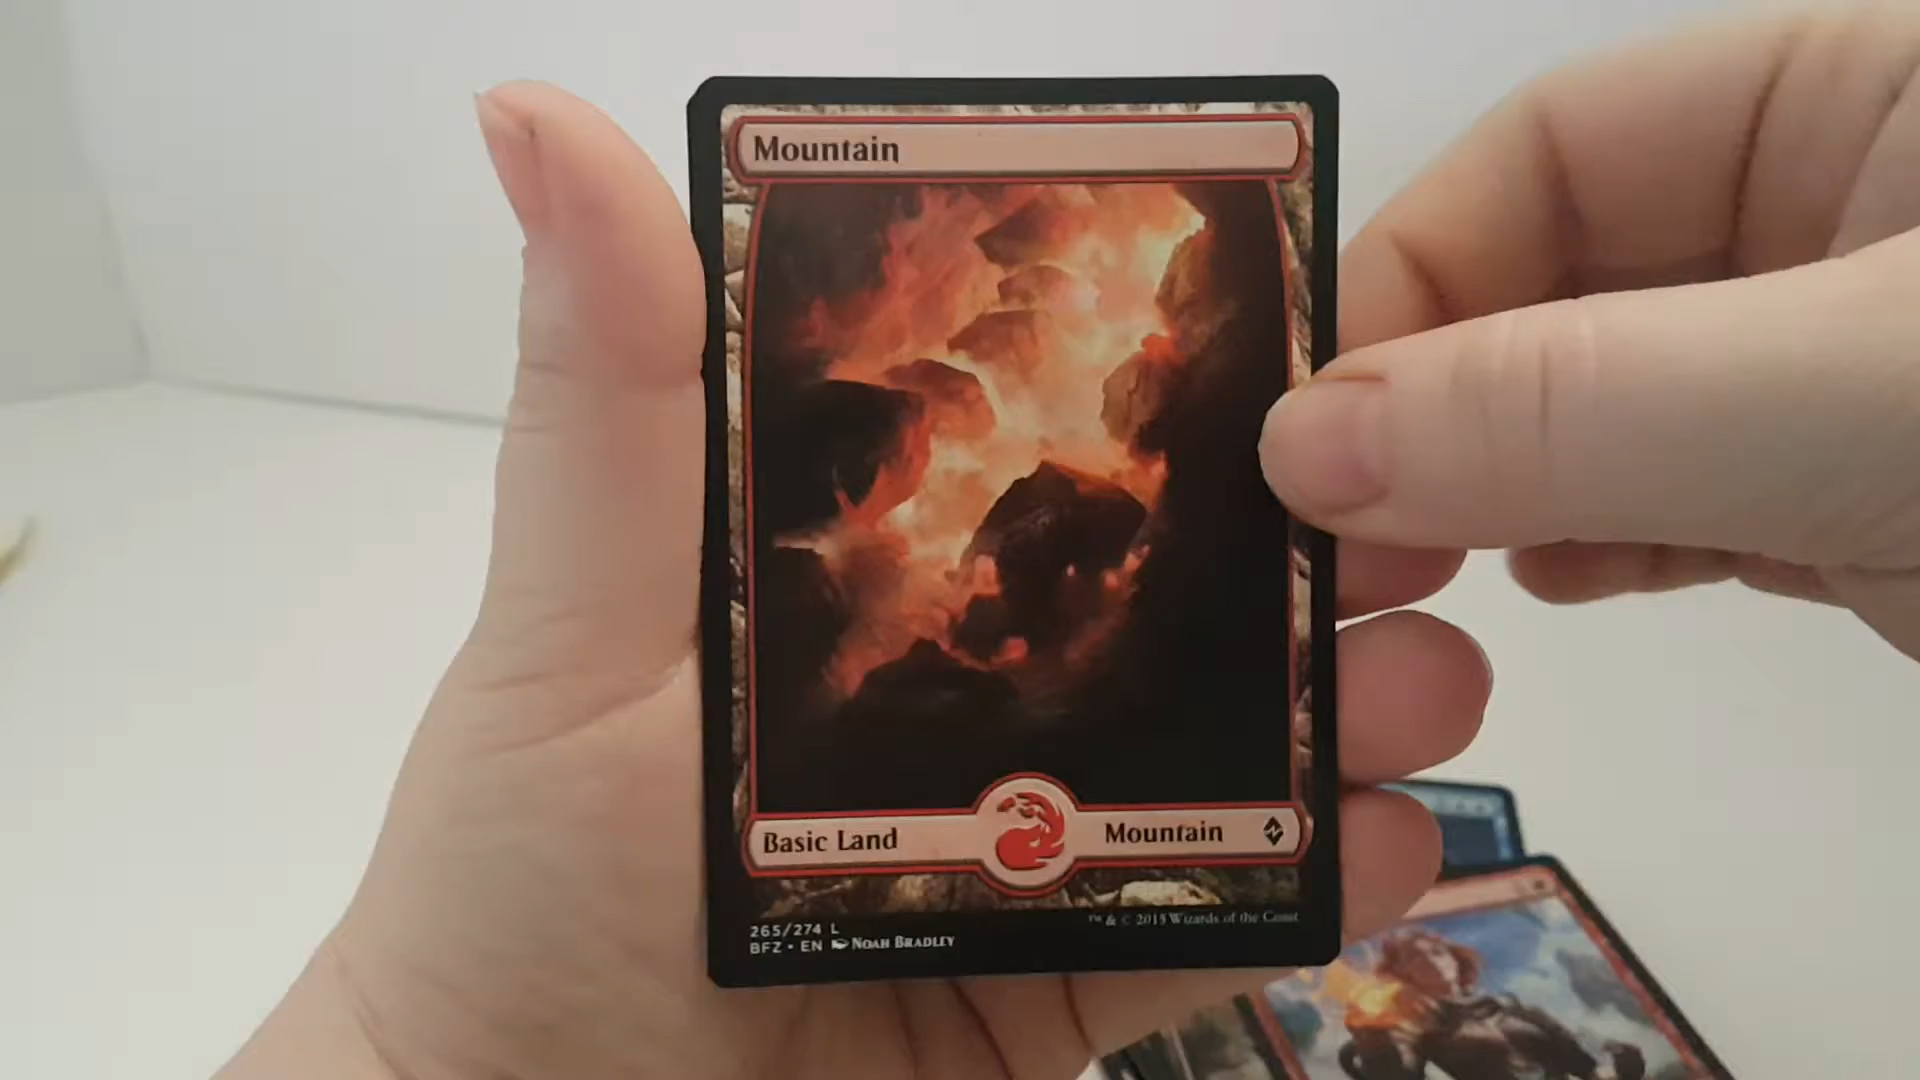 Mountain
Basic Land Mountain
265/274 L
™ & © 2015 Wizards of the Coast
BFZ • EN NOAH BRADLEY